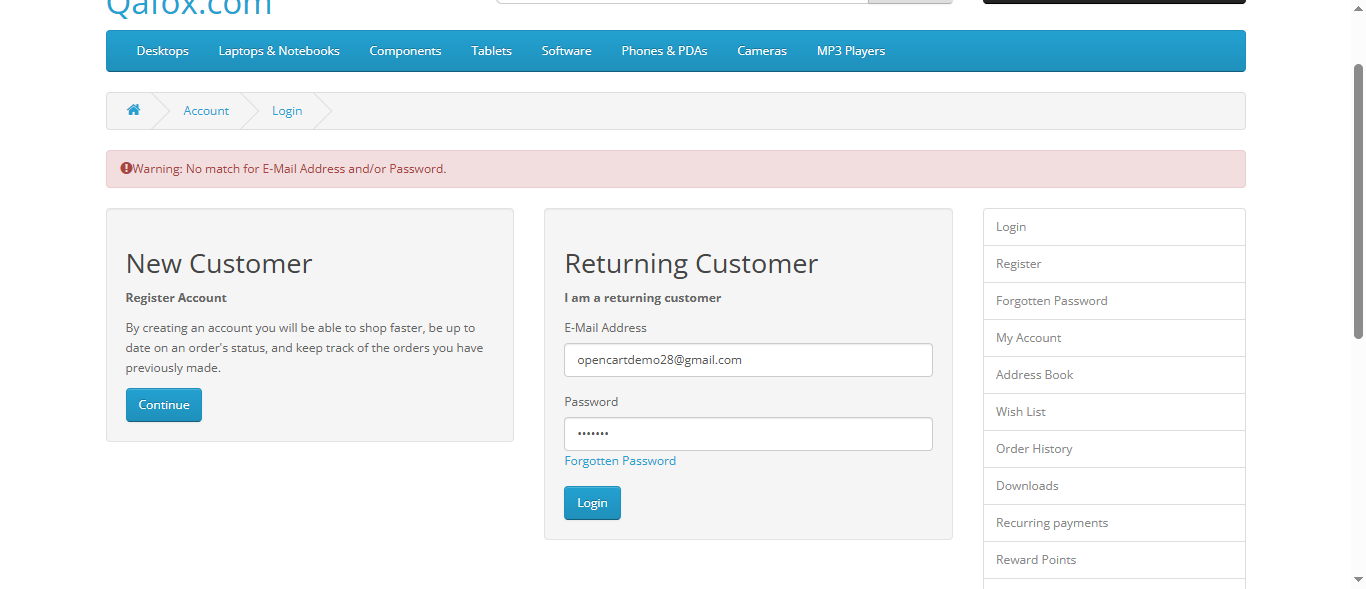 Qafox.com
Desktops Laptops & Notebooks Components Tablets Software Phones & PDAs Cameras MP3 Players
Account Login
Warning: No match for E-Mail Address and/or Password.
New Customer
Register Account
By creating an account you will be able to shop faster, be up to
date on an order's status, and keep track of the orders you have
previously made.
Continue
Returning Customer
I am a returning customer
E-Mail Address
opencartdemo28@gmail.com
Password
•••••••
Forgotten Password
Login
Login
Register
Forgotten Password
My Account
Address Book
Wish List
Order History
Downloads
Recurring payments
Reward Points